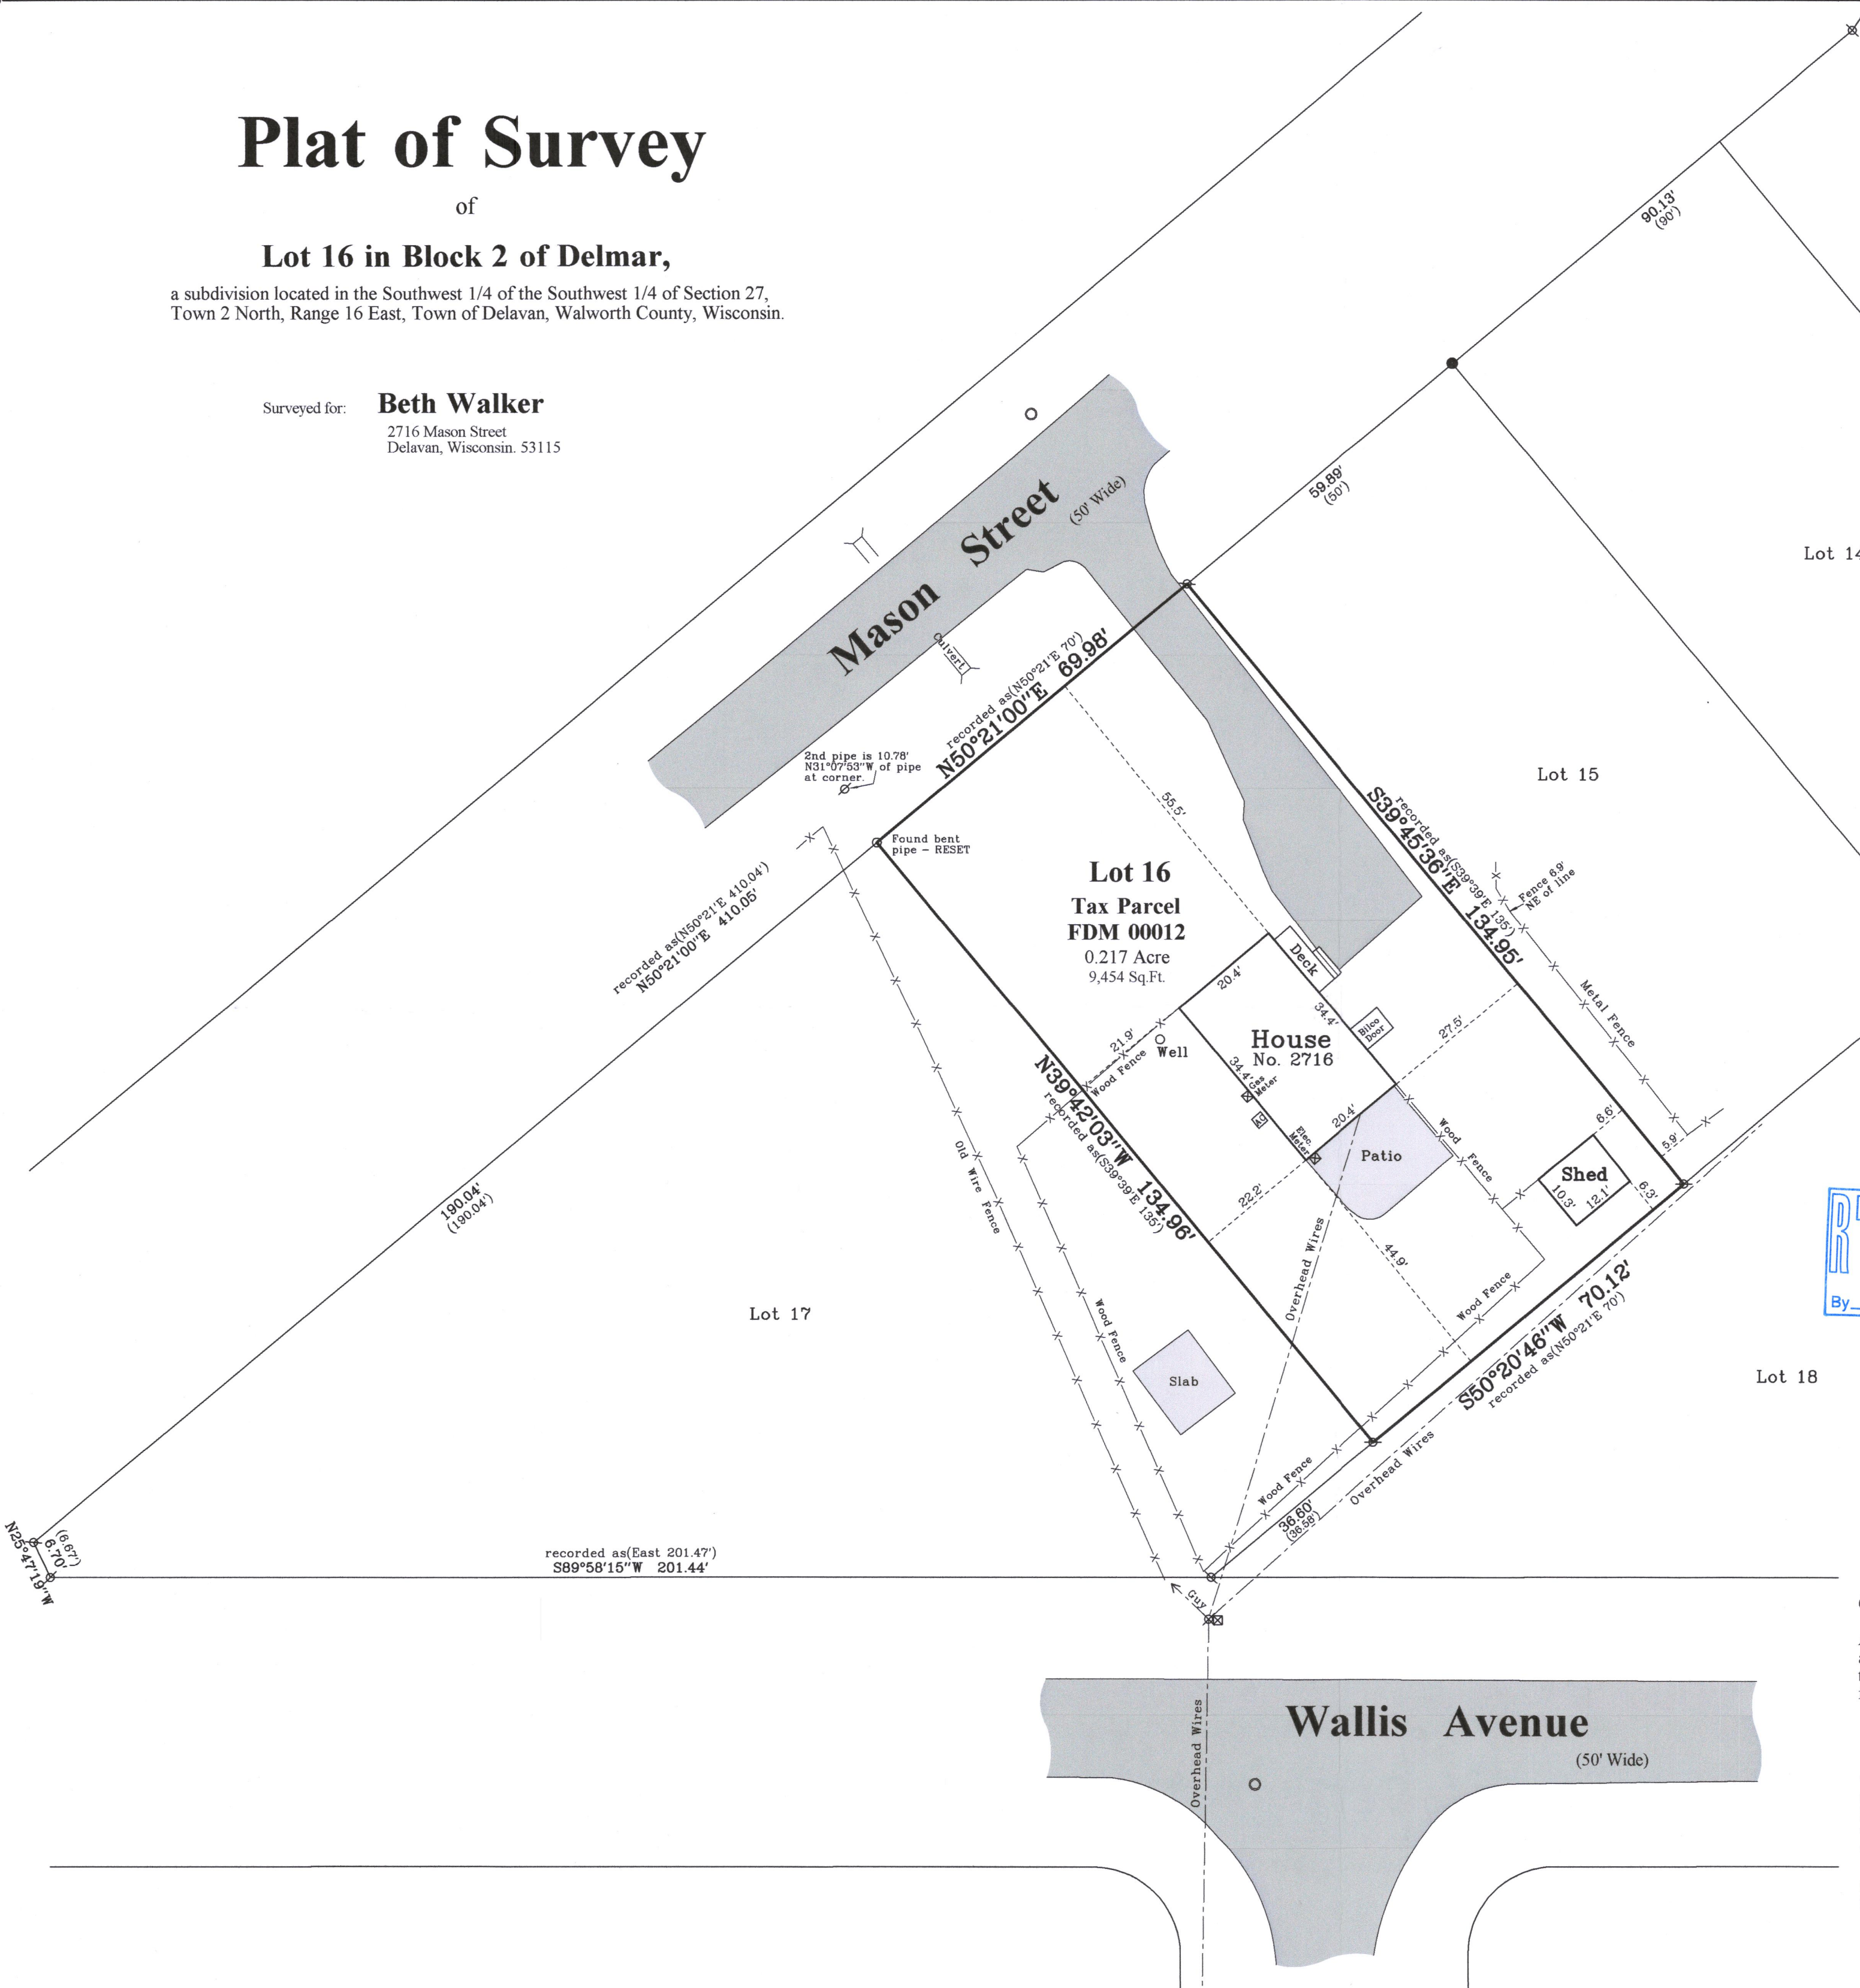 Plat of Survey
of
Lot 16 in Block 2 of Delmar,
a subdivision located in the Southwest 1/4 of the Southwest 1/4 of Section 27,
Town 2 North, Range 16 East, Town of Delavan, Walworth County, Wisconsin.
Surveyed for: Beth Walker
2716 Mason Street
Delavan, Wisconsin. 53115
90.13'
(90')
59.89'
(50')
Mason Street
(50' Wide)
Lot 14
Culvert
recorded as(N50°21'E 70')
N50°21'00"E 69.98'
2nd pipe is 10.78'
N31°07'53"W of pipe
at corner.
Found bent
pipe - RESET
55.5'
Lot 15
recorded as(S39°39'E 135')
S39°45'36"E 134.95'
Fence 6.9'
NE of line
Metal Fence
recorded as(N50°21'E 410.04')
N50°21'00"E 410.05'
Lot 16
Tax Parcel
FDM 00012
0.217 Acre
9,454 Sq.Ft.
Deck
20.4'
34.4'
Bilco
Door
27.5'
House
No. 2716
21.9'
Wood Fence
Well
34.4'
Gas
Meter
AC
Elec.
Meter
20.4'
Patio
Wood Fence
6.6'
5.9'
Shed
10.3'
12.1'
6.3'
N39°42'03"W 134.96'
recorded as(S39°39'E 135')
22.2'
44.9'
Overhead Wires
Old Wire Fence
190.04'
(190.04')
Lot 17
Wood Fence
Slab
Wood Fence
S50°20'46"W 70.12'
recorded as(N50°21'E 70')
Lot 18
By
Wood Fence
Overhead Wires
36.60'
(36.58')
(6.67')
6.70'
N25°47'19"W
recorded as(East 201.47')
S89°58'15"W 201.44'
Guy
Overhead Wires
Wallis Avenue
(50' Wide)